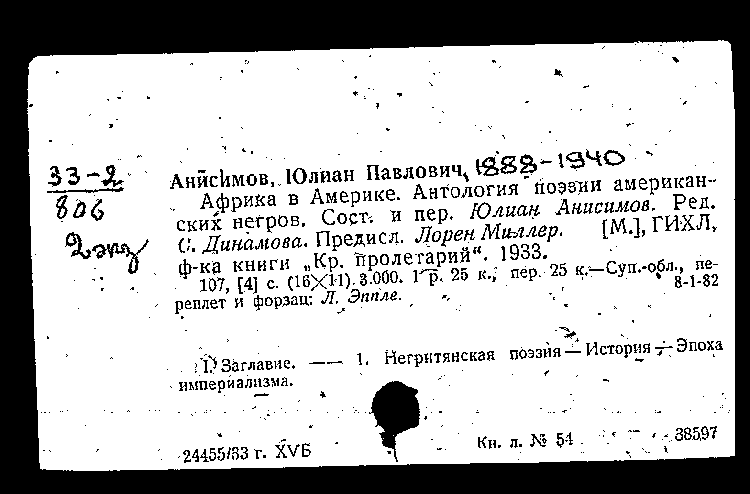 33-2
806
2 экз
Анисимов, Юлиан Павлович, 1888-1940
Африка в Америке. Антология поэзии американ-
ских негров. Сост. и пер. Юлиан Анисимов. Ред.
С. Динамова. Предисл. Лорен Миллер. [М.], ГИХЛ,
ф-ка книги „Кр. пролетарий". 1933.
107, [4] с. (16×11). 3.000. 1 р. 25 к., пер. 25 к.—Суп.-обл., пе-
реплет и форзац: Л. Эппле. 8-1-82
I. Заглавие. —— 1. Негритянская поэзия — История — Эпоха
империализма.
24455/33 г. XVБ Кн. л. № 54 38597